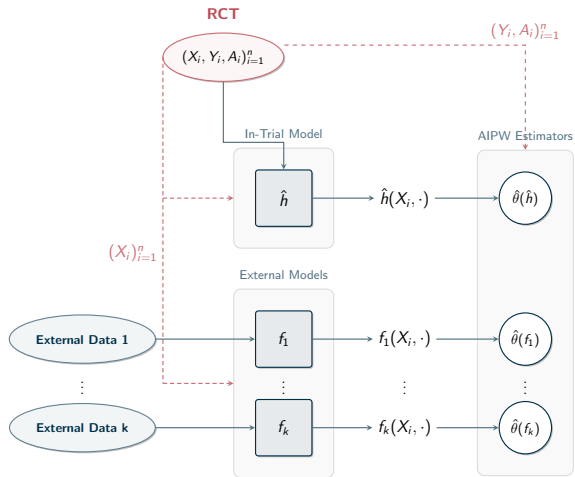 RCT
(X_i, Y_i, A_i)_{i=1}^n
(Y_i, A_i)_{i=1}^n
In-Trial Model
AIPW Estimators
ĥ
ĥ(X_i, ·)
θ̂(ĥ)
(X_i)_{i=1}^n
External Models
External Data 1
f_1
f_1(X_i, ·)
θ̂(f_1)
⋮ ⋮ ⋮ ⋮
External Data k
f_k
f_k(X_i, ·)
θ̂(f_k)